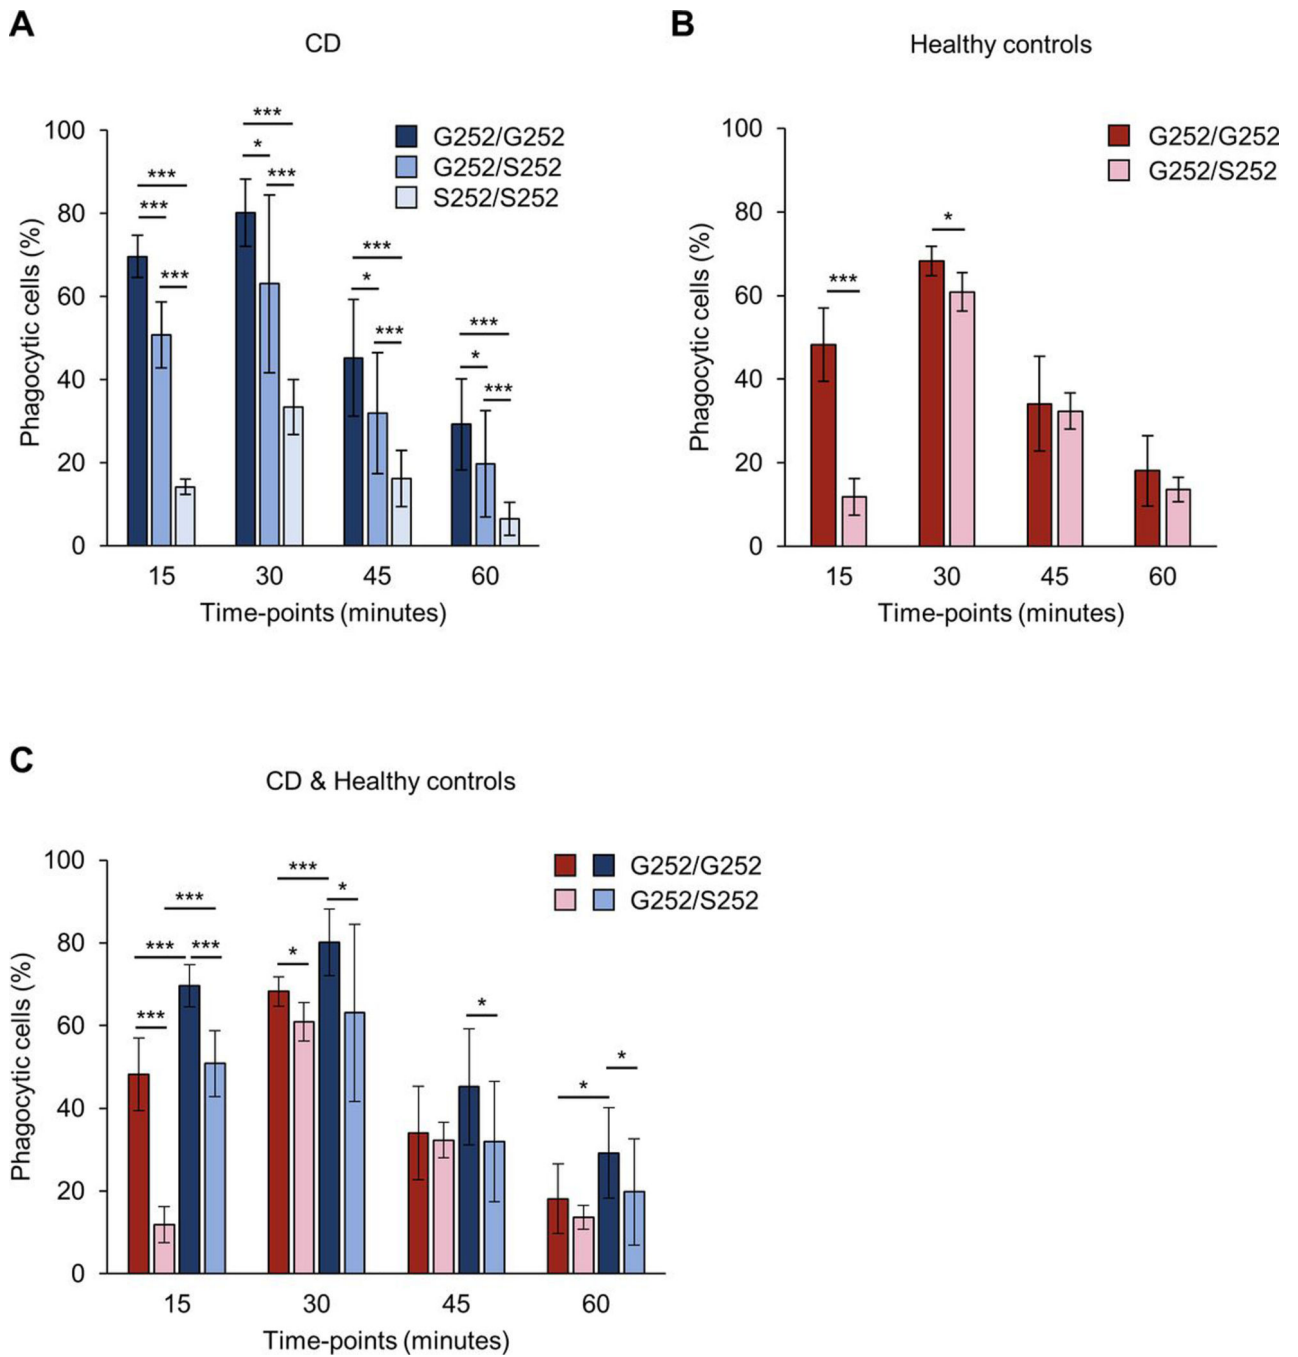 A
CD
Phagocytic cells (%)
100
80
60
40
20
0
*** *** ***
*** * ***
*** * ***
*** * ***
G252/G252
G252/S252
S252/S252
15 30 45 60
Time-points (minutes)
B
Healthy controls
Phagocytic cells (%)
100
80
60
40
20
0
*** *
G252/G252
G252/S252
15 30 45 60
Time-points (minutes)
C
CD & Healthy controls
Phagocytic cells (%)
100
80
60
40
20
0
*** *** *** ***
*** * *
*
* *
G252/G252
G252/S252
15 30 45 60
Time-points (minutes)